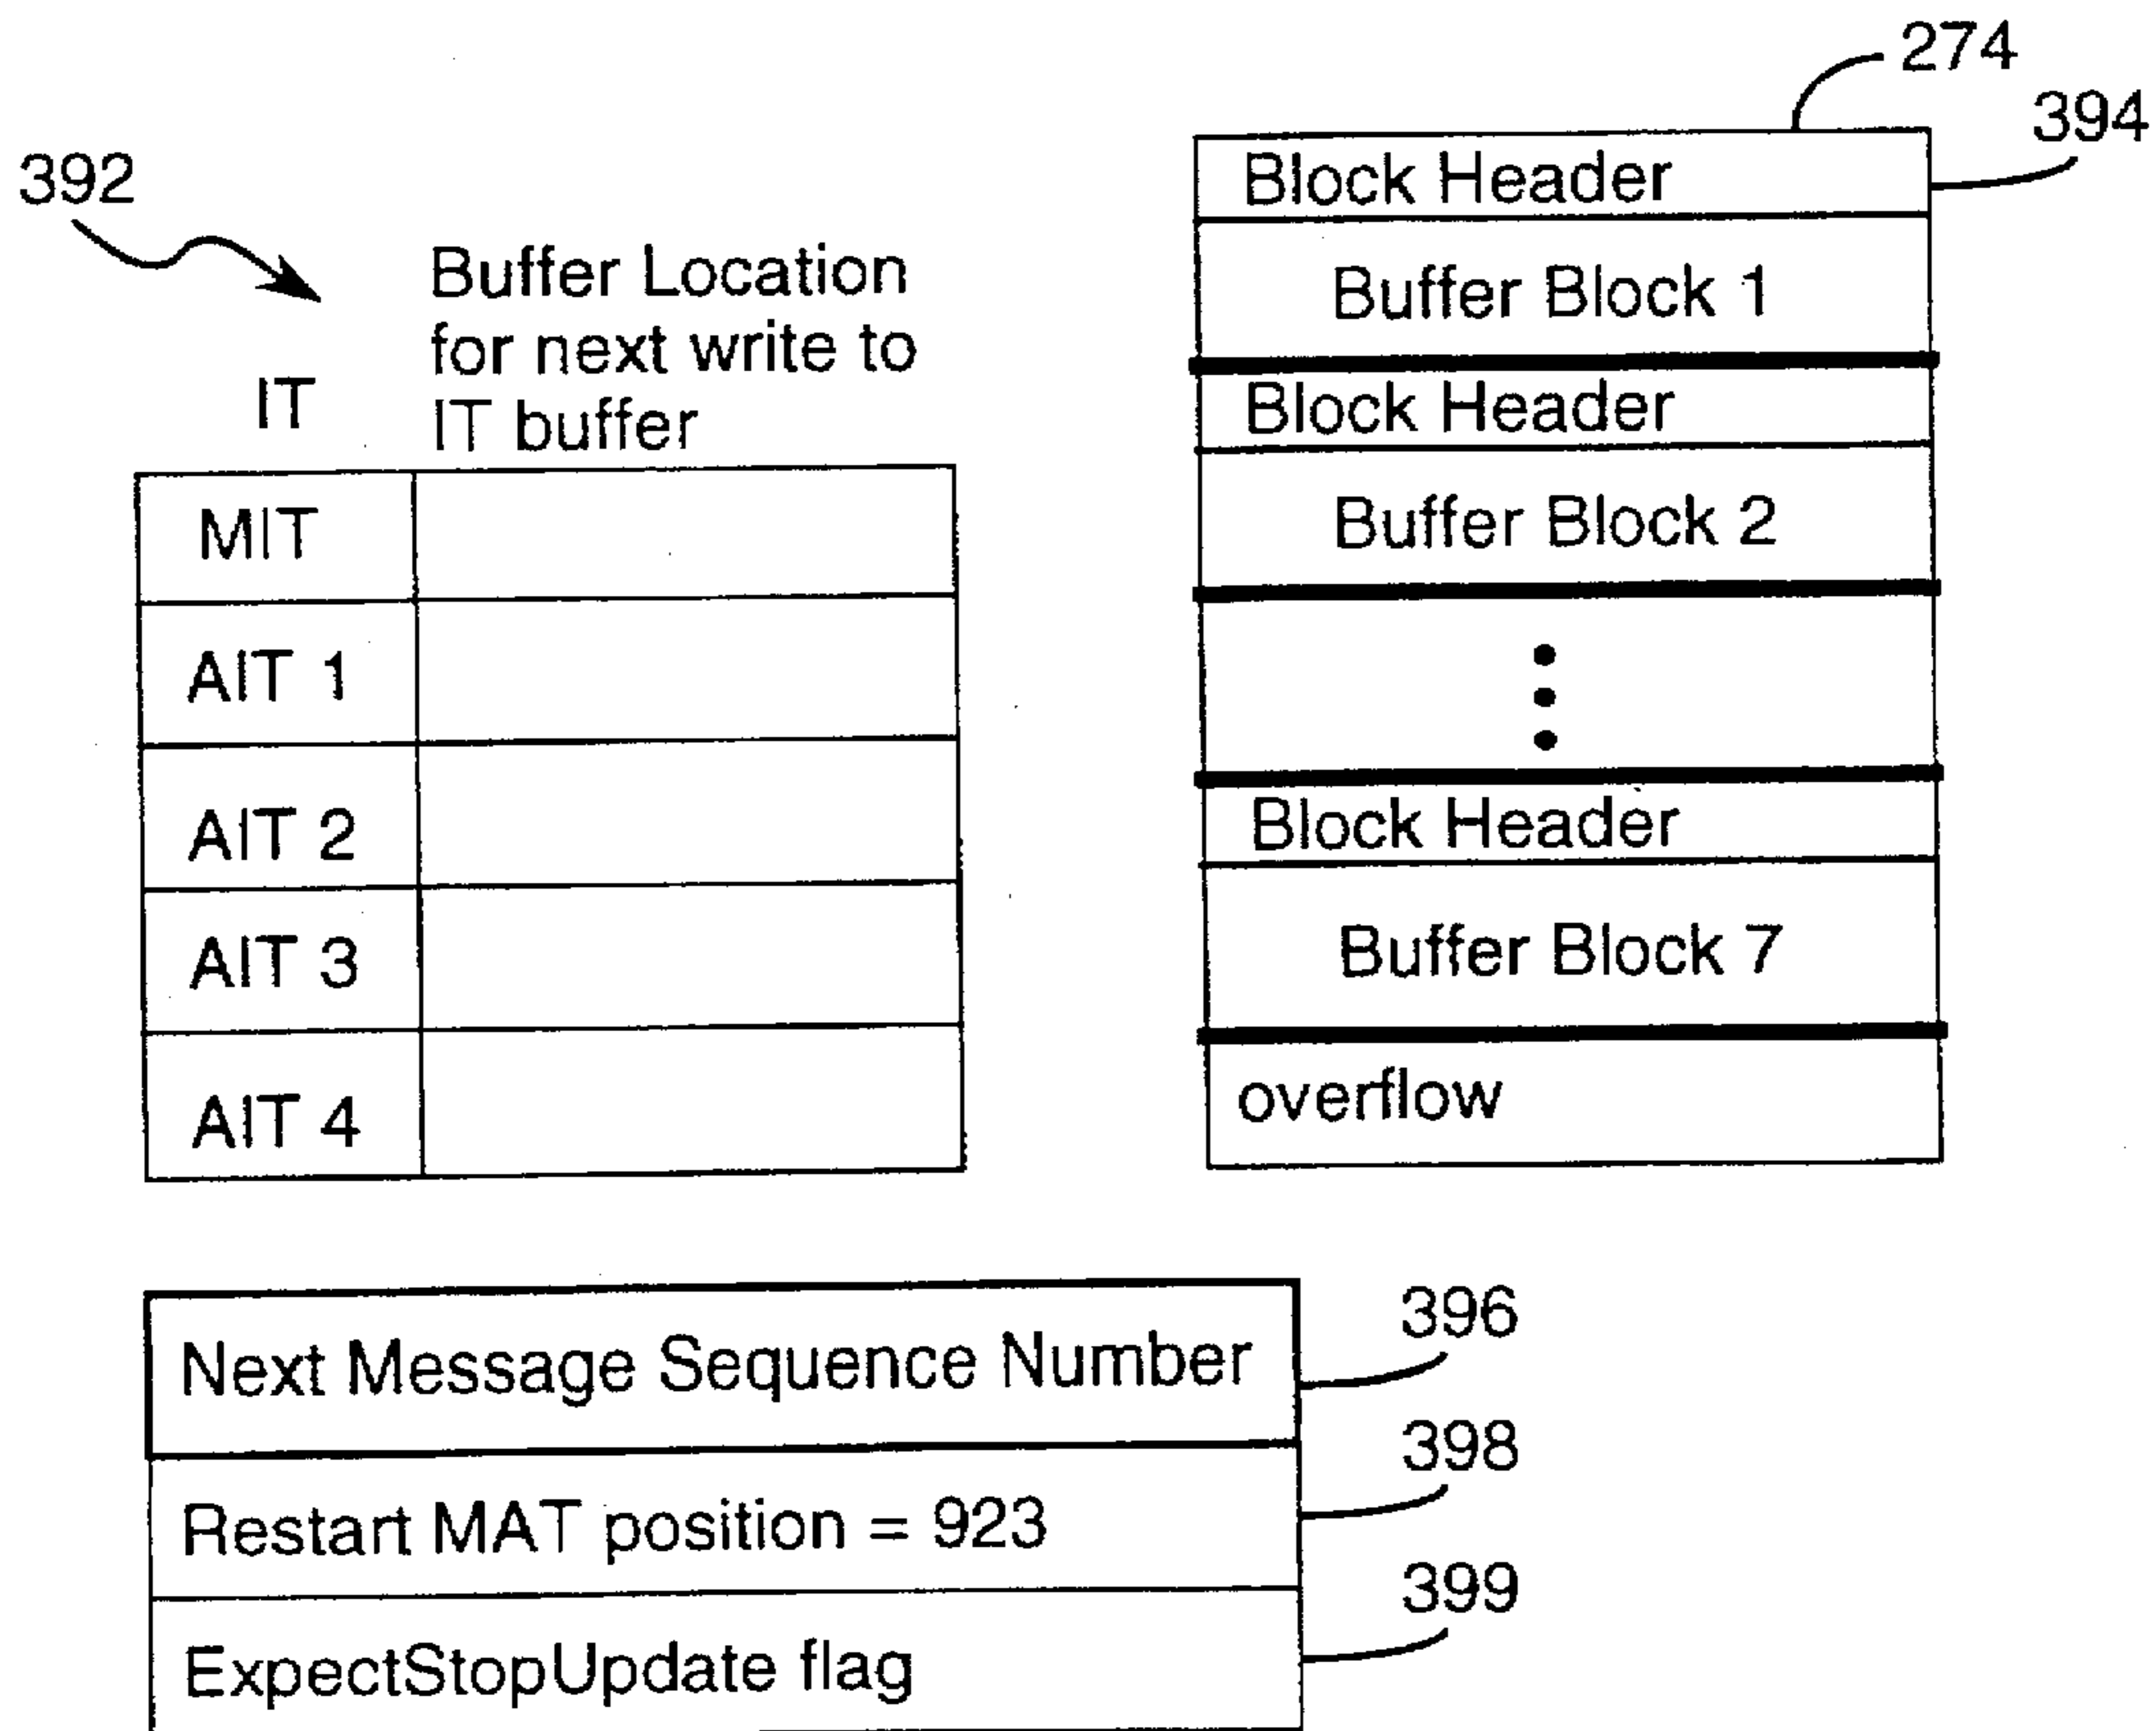 392
IT
Buffer Location
for next write to
IT buffer
MIT
AIT 1
AIT 2
AIT 3
AIT 4
274
394
Block Header
Buffer Block 1
Block Header
Buffer Block 2
Block Header
Buffer Block 7
overflow
Next Message Sequence Number
396
Restart MAT position = 923
398
ExpectStopUpdate flag
399